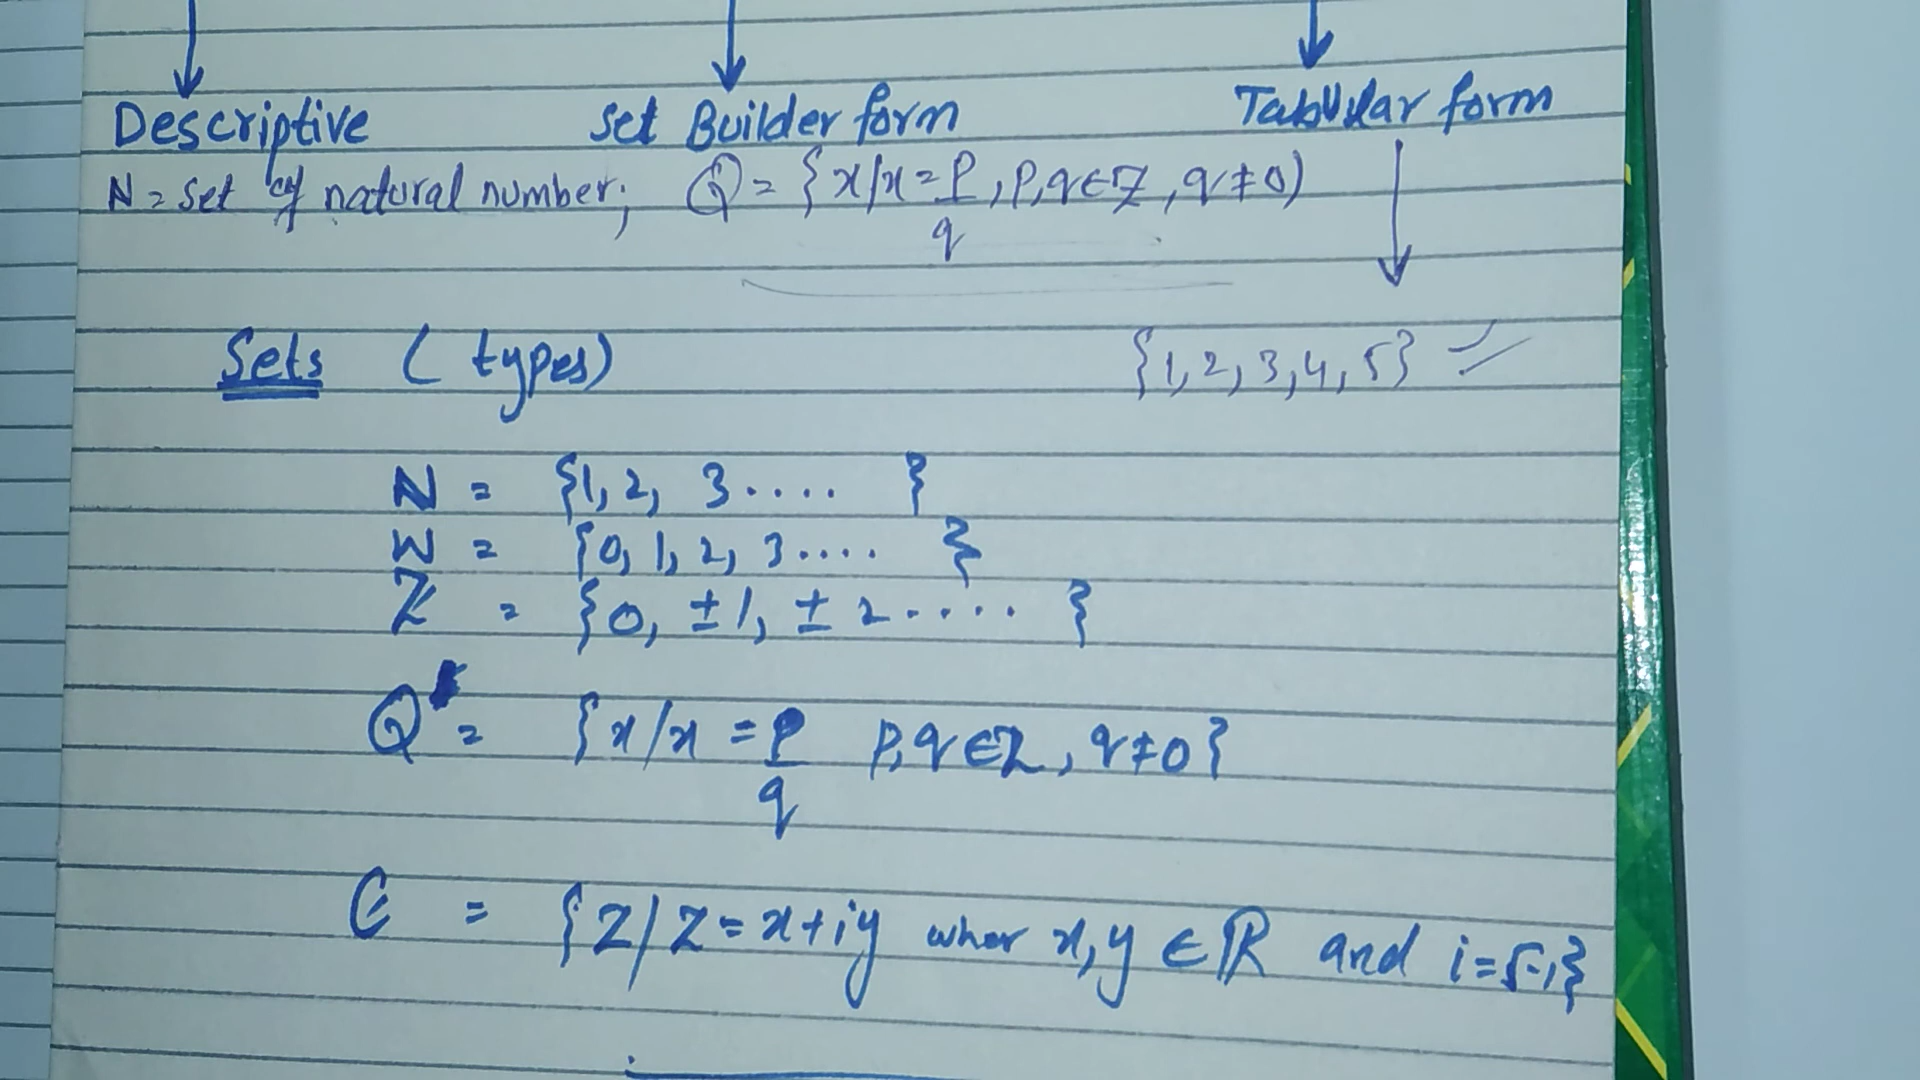 Descriptive Set Builder form Tabular form
N = Set of natural number; Q = {x/x = p/q, p,q ∈ Z, q ≠ 0)
Sets (types) {1,2,3,4,5}
N = {1, 2, 3.... }
W = {0, 1, 2, 3.... }
Z = {0, ±1, ±2.... }
Q = {x/x = p/q p,q ∈ Z, q ≠ 0}
C = {Z/Z = x+iy wher x,y ∈ R and i = √-1}